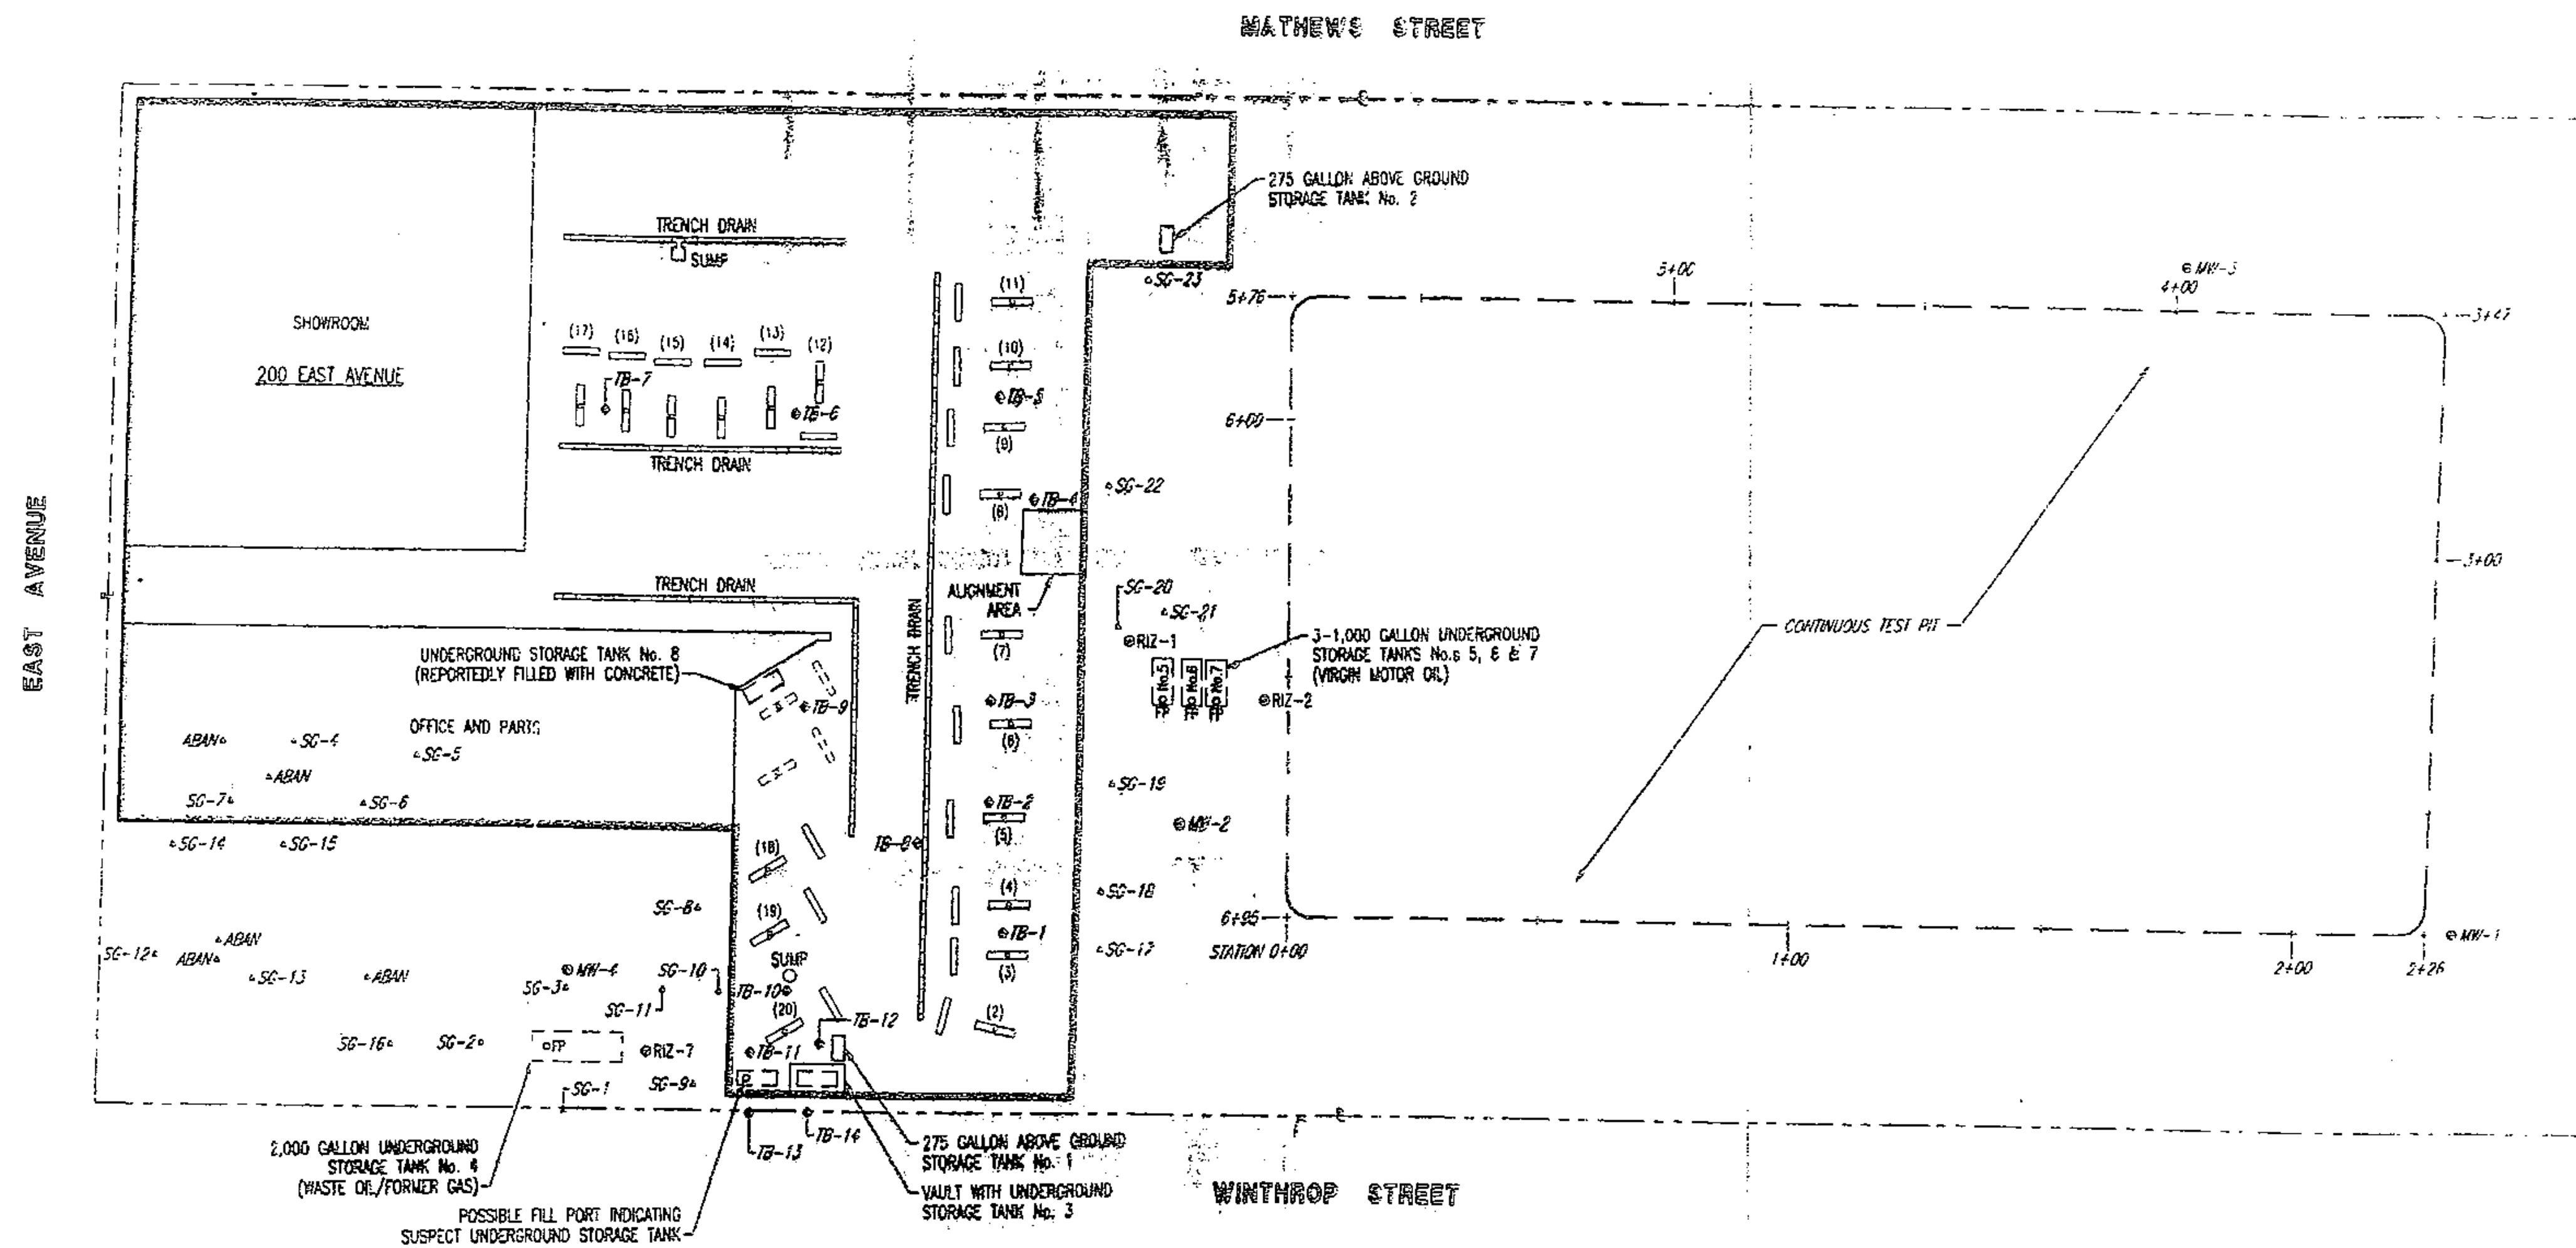 MATHEWS STREET
275 GALLON ABOVE GROUND
STORAGE TANK No. 2
TRENCH DRAIN
SUMP
SG-23
5+00
MW-3
4+00
5+76
3+47
(11)
SHOWROOM
200 EAST AVENUE
(17)
(16)
(15)
(14)
(13)
(12)
(10)
TB-7
TB-6
TB-5
6+00
(9)
TRENCH DRAIN
SG-22
TB-4
(8)
EAST AVENUE
3+00
TRENCH DRAIN
ALIGNMENT
AREA
SG-20
SG-21
TRENCH DRAIN
CONTINUOUS TEST PIT
RIZ-1
3-1,000 GALLON UNDERGROUND
STORAGE TANKS No.s 5, 6 & 7
(VIRGIN MOTOR OIL)
(7)
UNDERGROUND STORAGE TANK No. 8
(REPORTEDLY FILLED WITH CONCRETE)
No.5
No.6
No.7
FP
FP
FP
RIZ-2
TB-9
TB-3
(6)
OFFICE AND PARTS
ABAN
SG-4
SG-5
ABAN
SG-7
SG-6
SG-19
TB-2
(5)
MW-2
SG-14
SG-15
TB-8
(18)
(4)
SG-18
SG-8
(19)
6+95
TB-1
STATION 0+00
SG-17
MW-1
1+00
2+00
2+26
ABAN
SG-12
ABAN
SG-13
ABAN
MW-4
SG-10
SUMP
(3)
SG-3
TB-10
SG-11
(20)
TB-12
(2)
SG-16
SG-2
FP
RIZ-7
TB-11
SG-1
SG-9
TB-14
TB-13
2,000 GALLON UNDERGROUND
STORAGE TANK No. 4
(WASTE OIL/FORMER GAS)
275 GALLON ABOVE GROUND
STORAGE TANK No. 1
VAULT WITH UNDERGROUND
STORAGE TANK No. 3
WINTHROP STREET
POSSIBLE FILL PORT INDICATING
SUSPECT UNDERGROUND STORAGE TANK